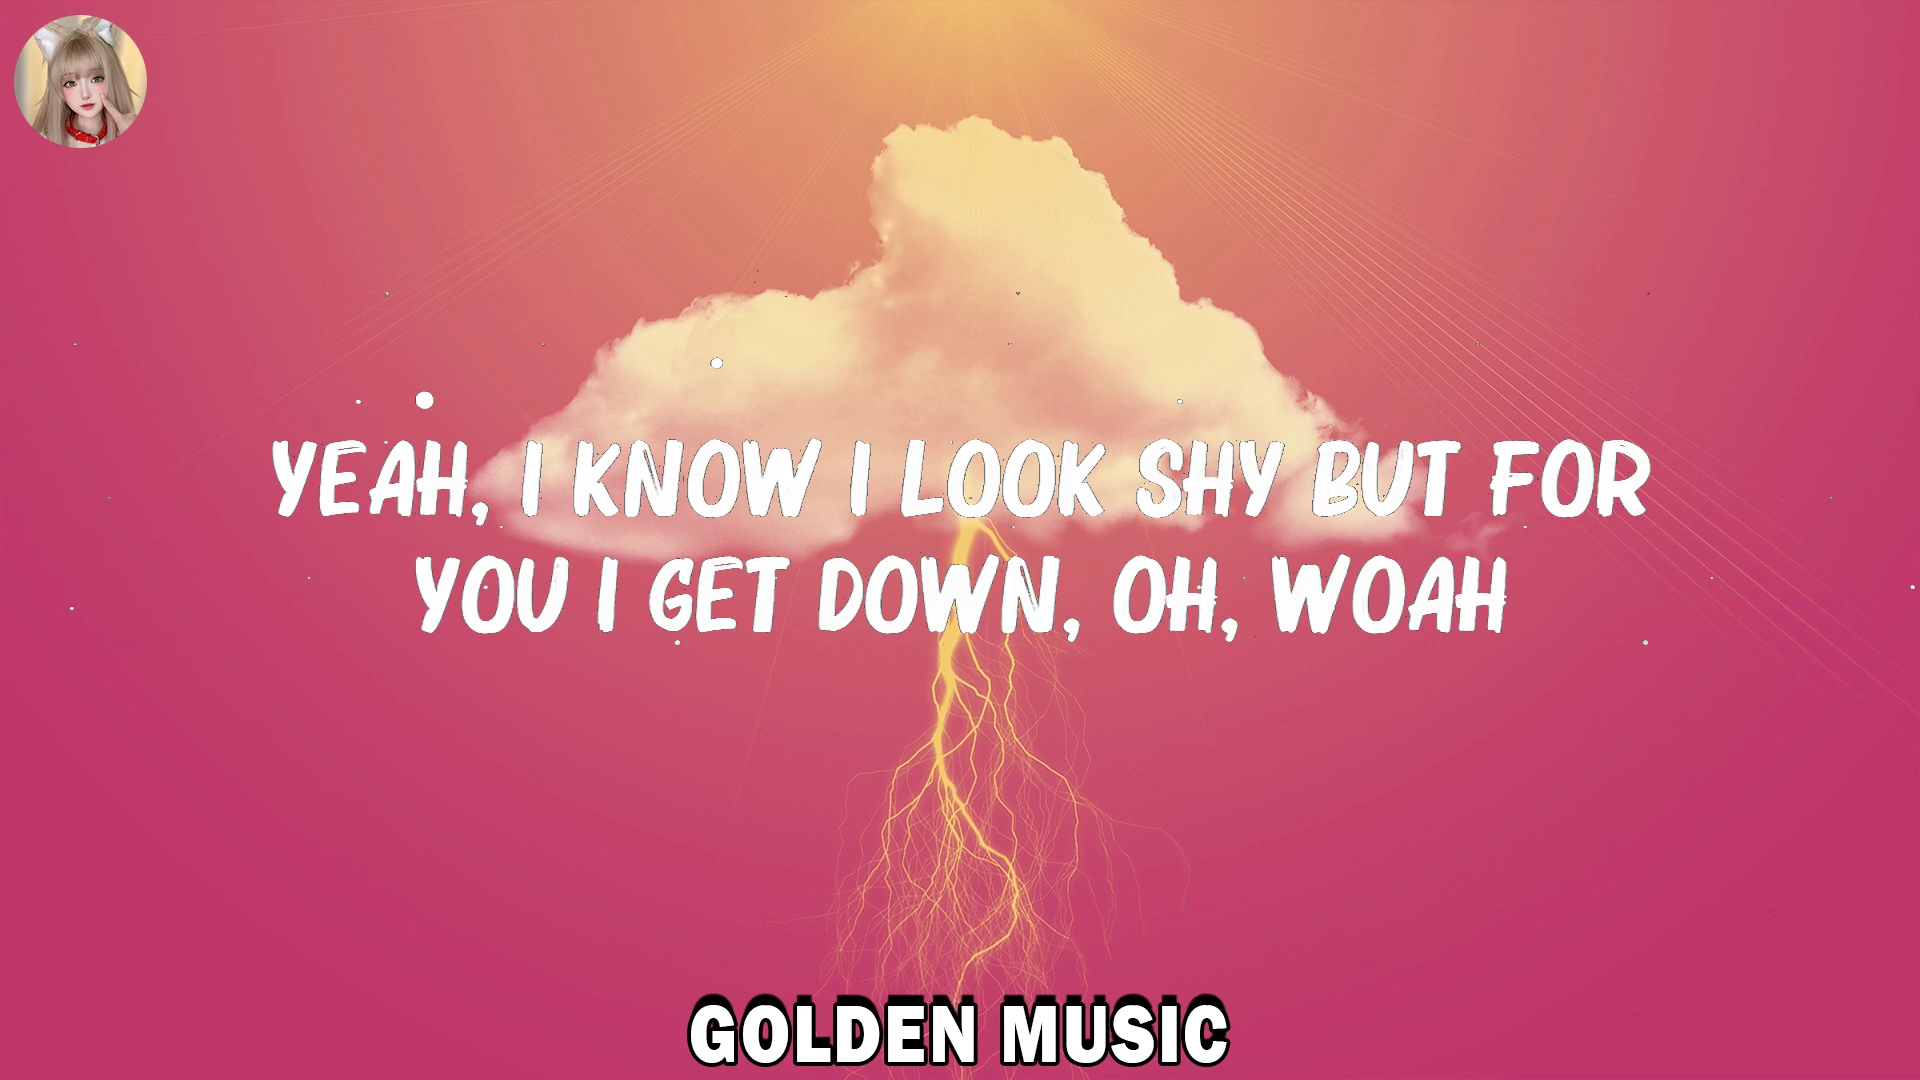 YEAH, I KNOW I LOOK SHY BUT FOR
YOU I GET DOWN, OH, WOAH
GOLDEN MUSIC